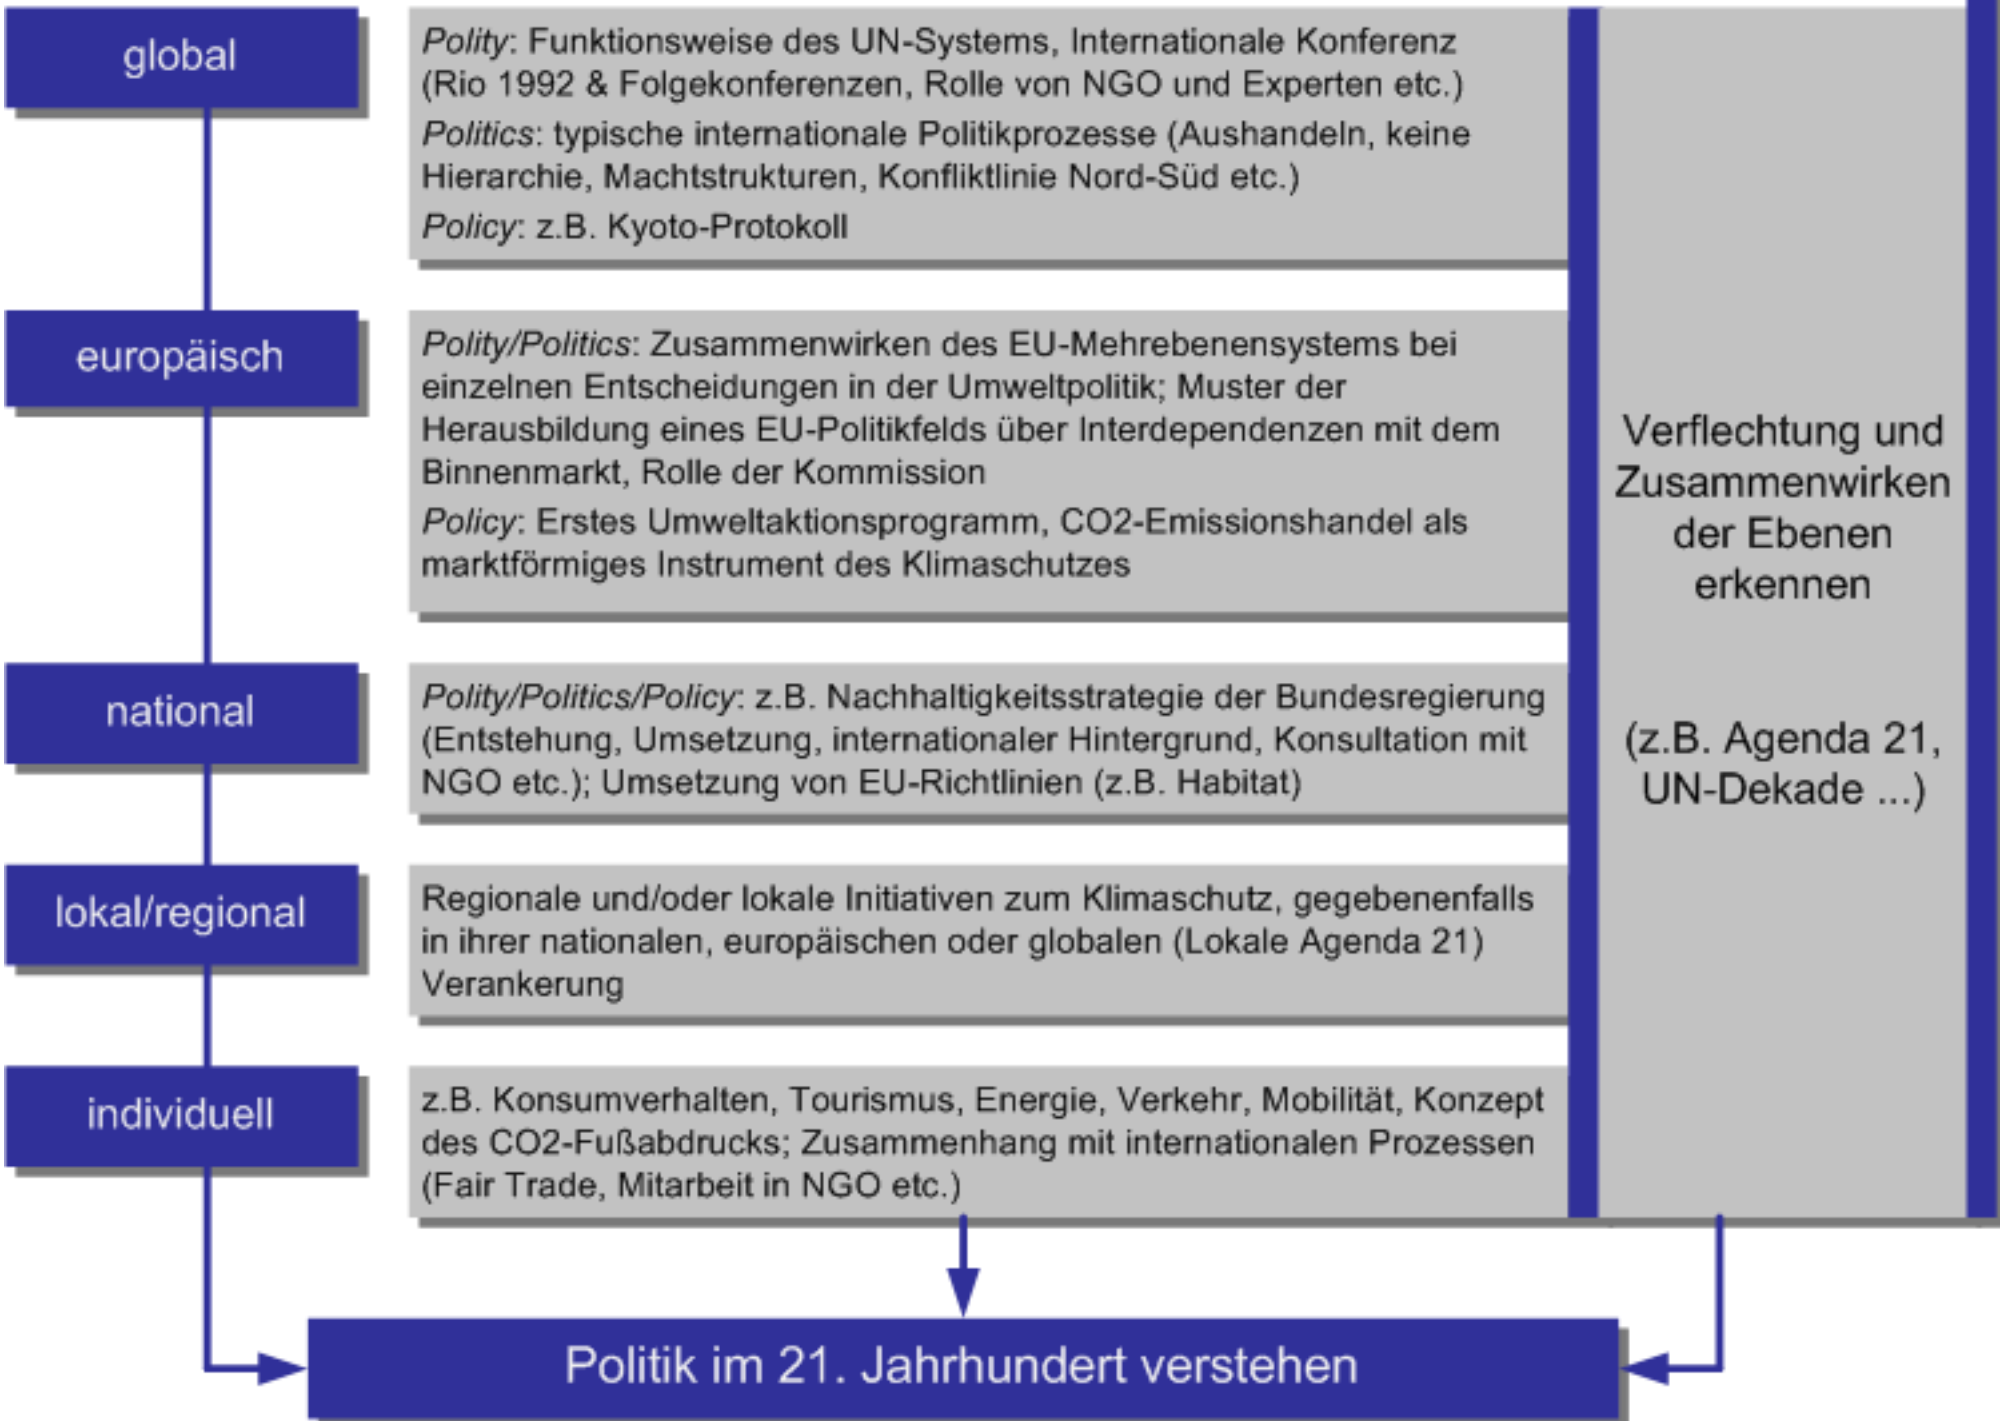 global
Polity: Funktionsweise des UN-Systems, Internationale Konferenz
(Rio 1992 & Folgekonferenzen, Rolle von NGO und Experten etc.)
Politics: typische internationale Politikprozesse (Aushandeln, keine
Hierarchie, Machtstrukturen, Konfliktlinie Nord-Süd etc.)
Policy: z.B. Kyoto-Protokoll
europäisch
Polity/Politics: Zusammenwirken des EU-Mehrebenensystems bei
einzelnen Entscheidungen in der Umweltpolitik; Muster der
Herausbildung eines EU-Politikfelds über Interdependenzen mit dem
Binnenmarkt, Rolle der Kommission
Policy: Erstes Umweltaktionsprogramm, CO2-Emissionshandel als
marktförmiges Instrument des Klimaschutzes
national
Polity/Politics/Policy: z.B. Nachhaltigkeitsstrategie der Bundesregierung
(Entstehung, Umsetzung, internationaler Hintergrund, Konsultation mit
NGO etc.); Umsetzung von EU-Richtlinien (z.B. Habitat)
lokal/regional
Regionale und/oder lokale Initiativen zum Klimaschutz, gegebenenfalls
in ihrer nationalen, europäischen oder globalen (Lokale Agenda 21)
Verankerung
individuell
z.B. Konsumverhalten, Tourismus, Energie, Verkehr, Mobilität, Konzept
des CO2-Fußabdrucks; Zusammenhang mit internationalen Prozessen
(Fair Trade, Mitarbeit in NGO etc.)
Verflechtung und
Zusammenwirken
der Ebenen
erkennen
(z.B. Agenda 21,
UN-Dekade ...)
Politik im 21. Jahrhundert verstehen